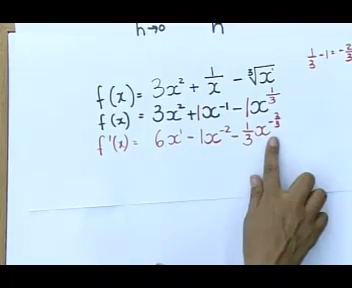 h→0 h
1/3 - 1 = -2/3
f(x) = 3x² + 1/x - ∛x
f(x) = 3x² + 1x⁻¹ - 1x^(1/3)
f'(x) = 6x¹ - 1x⁻² - 1/3 x^(-2/3)